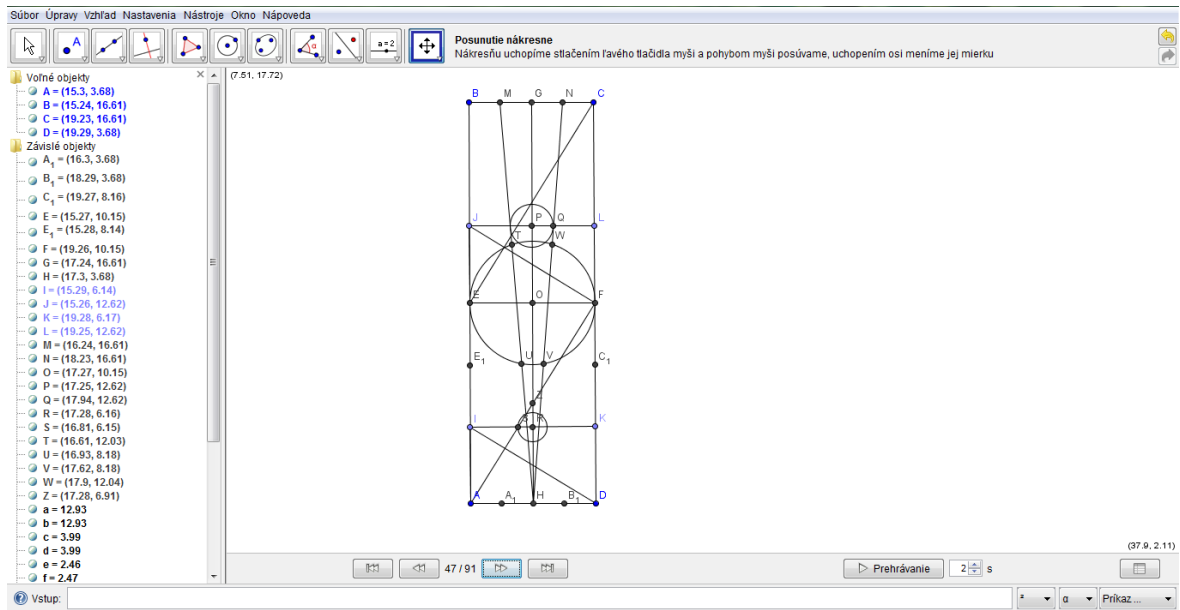 Súbor Úpravy Vzhľad Nastavenia Nástroje Okno Nápoveda
A
α
a = 2
Posunutie nákresne
Nákresňu uchopíme stlačením ľavého tlačidla myši a pohybom myši posúvame, uchopením osi meníme jej mierku
Voľné objekty
A = (15.3, 3.68)
B = (15.24, 16.61)
C = (19.23, 16.61)
D = (19.29, 3.68)
Závislé objekty
A₁ = (16.3, 3.68)
B₁ = (18.29, 3.68)
C₁ = (19.27, 8.16)
E = (15.27, 10.15)
E₁ = (15.28, 8.14)
F = (19.26, 10.15)
G = (17.24, 16.61)
H = (17.3, 3.68)
I = (15.29, 6.14)
J = (15.26, 12.62)
K = (19.28, 6.17)
L = (19.25, 12.62)
M = (16.24, 16.61)
N = (18.23, 16.61)
O = (17.27, 10.15)
P = (17.25, 12.62)
Q = (17.94, 12.62)
R = (17.28, 6.16)
S = (16.81, 6.15)
T = (16.61, 12.03)
U = (16.93, 8.18)
V = (17.62, 8.18)
W = (17.9, 12.04)
Z = (17.28, 6.91)
a = 12.93
b = 12.93
c = 3.99
d = 3.99
e = 2.46
f = 2.47
(7.51, 17.72)
B M G N C
J P Q L
T W
E O F
E₁ U V C₁
Z
I S R K
A A₁ H B₁ D
(37.9, 2.11)
47 / 91
Prehrávanie 2 s
Vstup: ² α Príkaz ...